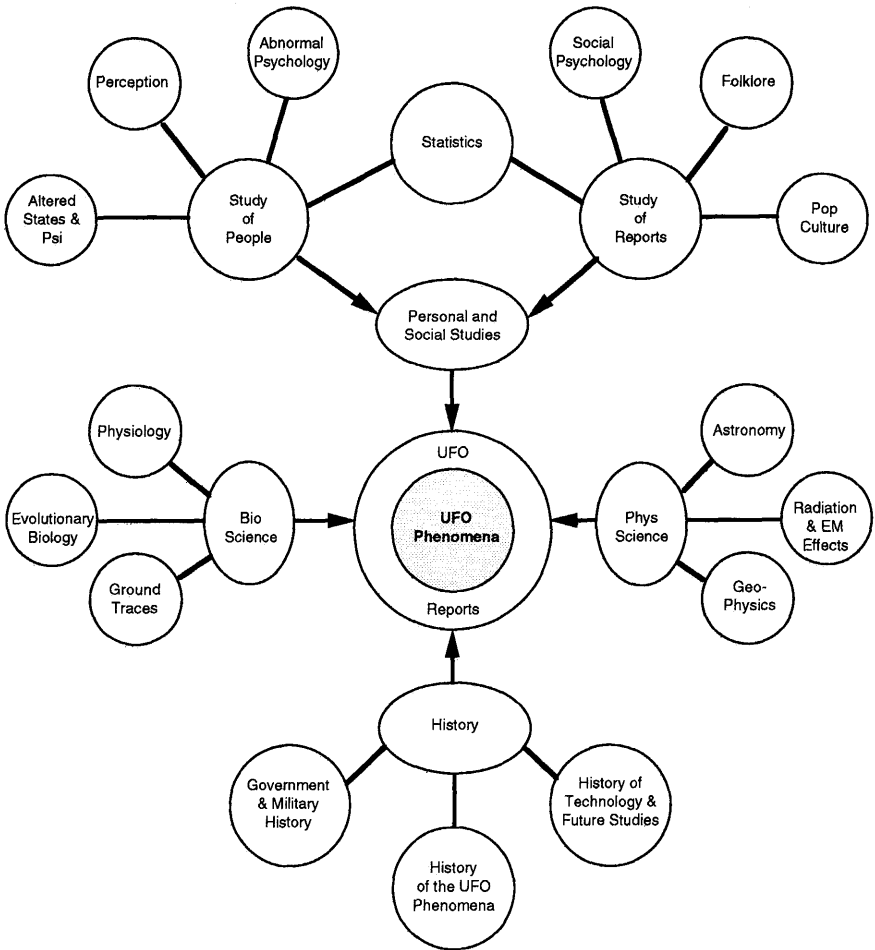 Abnormal
Psychology
Social
Psychology
Perception
Folklore
Statistics
Altered
States &
Psi
Study
of
People
Study
of
Reports
Pop
Culture
Personal and
Social Studies
Physiology
Astronomy
UFO
Evolutionary
Biology
Bio
Science
UFO
Phenomena
Phys
Science
Radiation
& EM
Effects
Ground
Traces
Reports
Geo-
Physics
History
Government
& Military
History
History of
Technology &
Future Studies
History
of the UFO
Phenomena